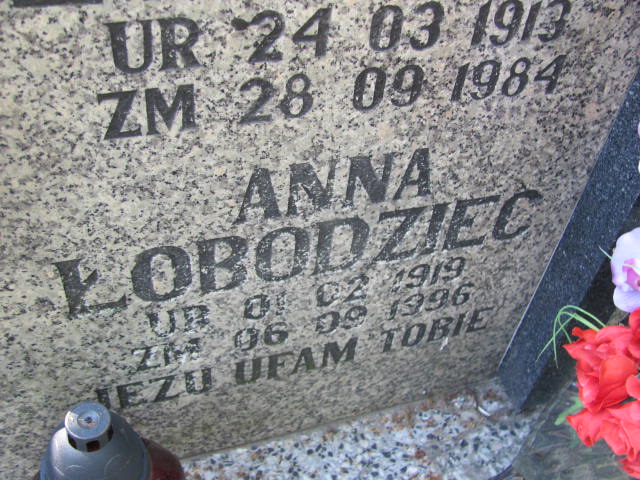 UR 24 03 1913
ZM 28 09 1984
ANNA
ŁOBODZIEC
UR 01 02 1919
ZM 06 09 1996
JEZU UFAM TOBIE